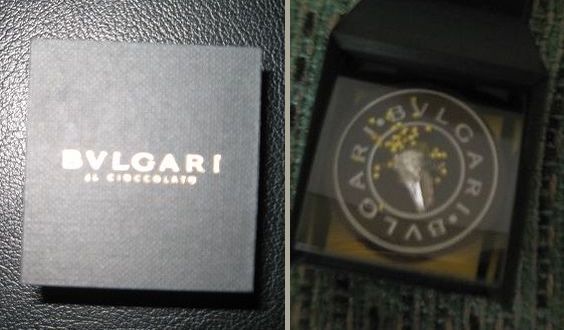 BVLGARI
IL CIOCCOLATO
BVLGARI • BVLGARI •